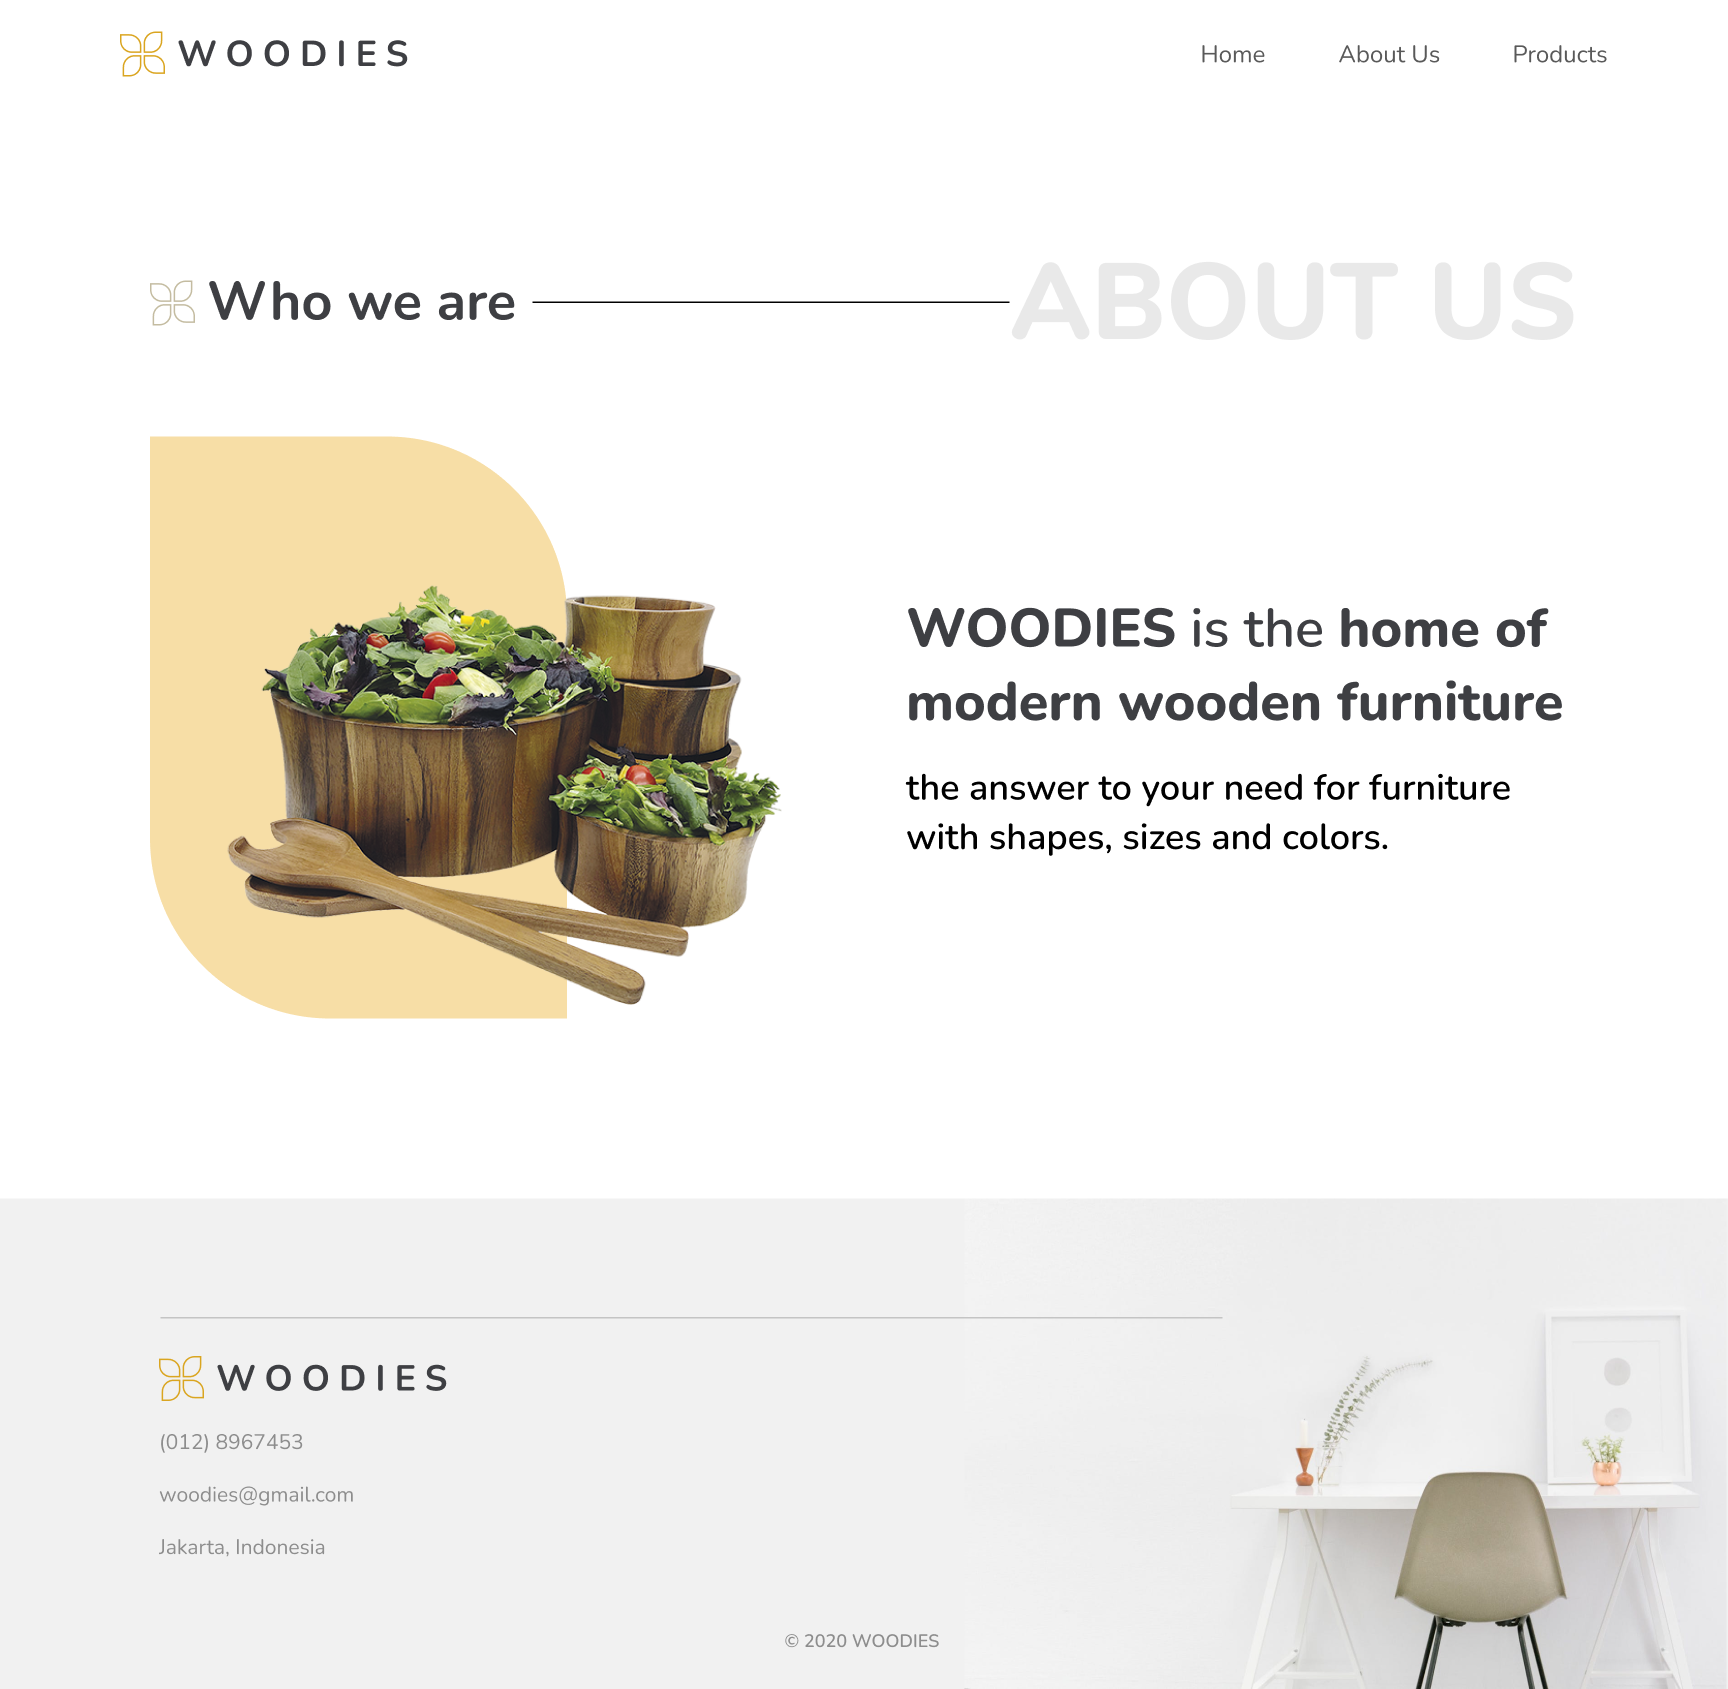 WOODIES
Home About Us Products
Who we are
ABOUT US
WOODIES is the home of
modern wooden furniture
the answer to your need for furniture
with shapes, sizes and colors.
WOODIES
(012) 8967453
woodies@gmail.com
Jakarta, Indonesia
© 2020 WOODIES